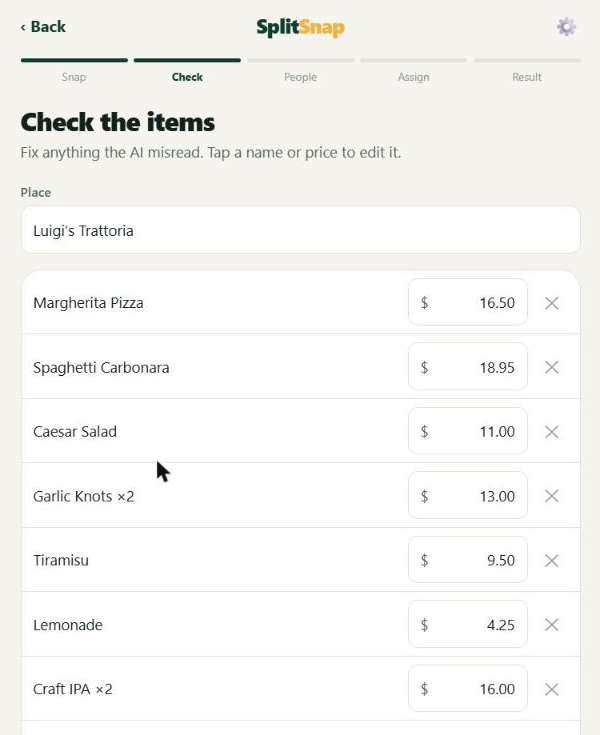 ‹ Back
SplitSnap
Snap
Check
People
Assign
Result
Check the items
Fix anything the AI misread. Tap a name or price to edit it.
Place
Luigi's Trattoria
Margherita Pizza $ 16.50
Spaghetti Carbonara $ 18.95
Caesar Salad $ 11.00
Garlic Knots ×2 $ 13.00
Tiramisu $ 9.50
Lemonade $ 4.25
Craft IPA ×2 $ 16.00